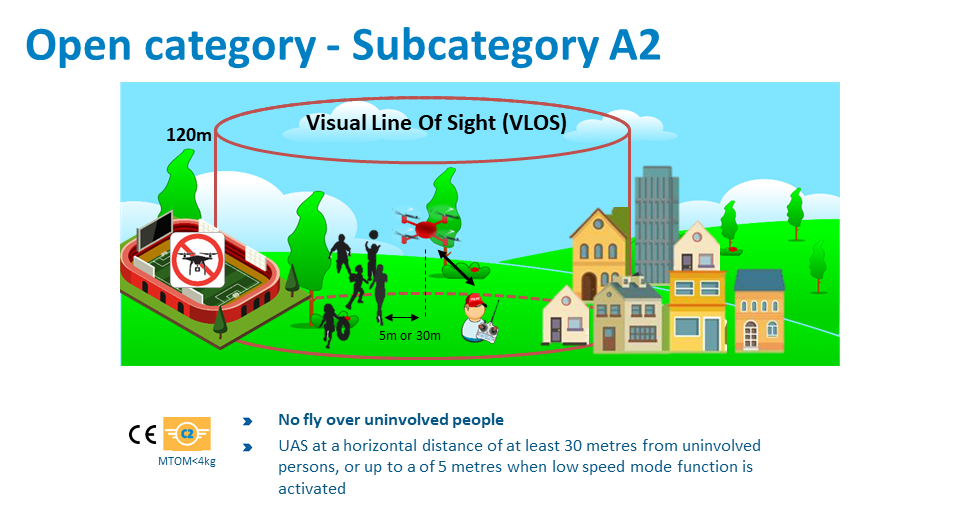 Open category - Subcategory A2
Visual Line Of Sight (VLOS)
120m
5m or 30m
CE
C2
MTOM<4kg
No fly over uninvolved people
UAS at a horizontal distance of at least 30 metres from uninvolved
persons, or up to a of 5 metres when low speed mode function is
activated